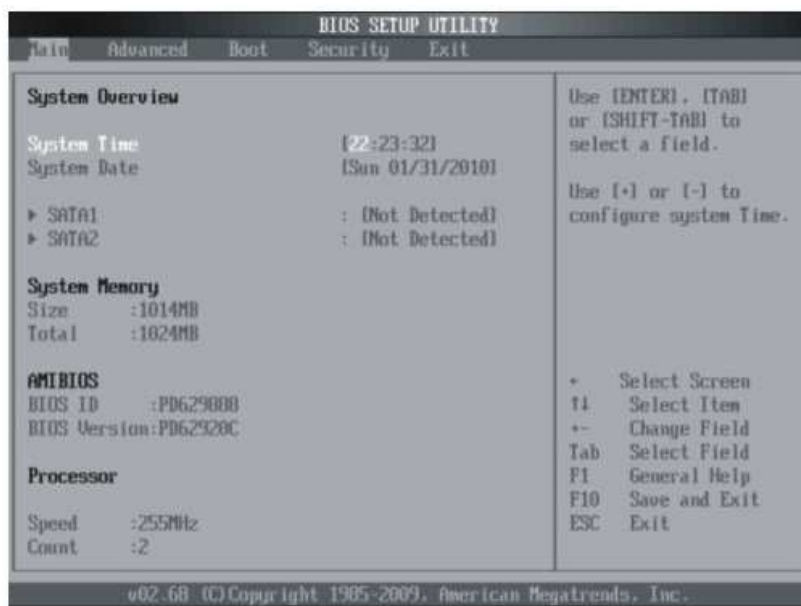 BIOS SETUP UTILITY
Main Advanced Boot Security Exit
System Overview
System Time [22:23:32]
System Date [Sun 01/31/2010]
▶ SATA1 : [Not Detected]
▶ SATA2 : [Not Detected]
System Memory
Size :1014MB
Total :1024MB
AMIBIOS
BIOS ID :PD629888
BIOS Version:PD62920C
Processor
Speed :255MHz
Count :2
Use [ENTER], [TAB]
or [SHIFT-TAB] to
select a field.
Use [+] or [-] to
configure system Time.
Select Screen
↑↓ Select Item
+- Change Field
Tab Select Field
F1 General Help
F10 Save and Exit
ESC Exit
v02.68 (C)Copyright 1985-2009, American Megatrends, Inc.